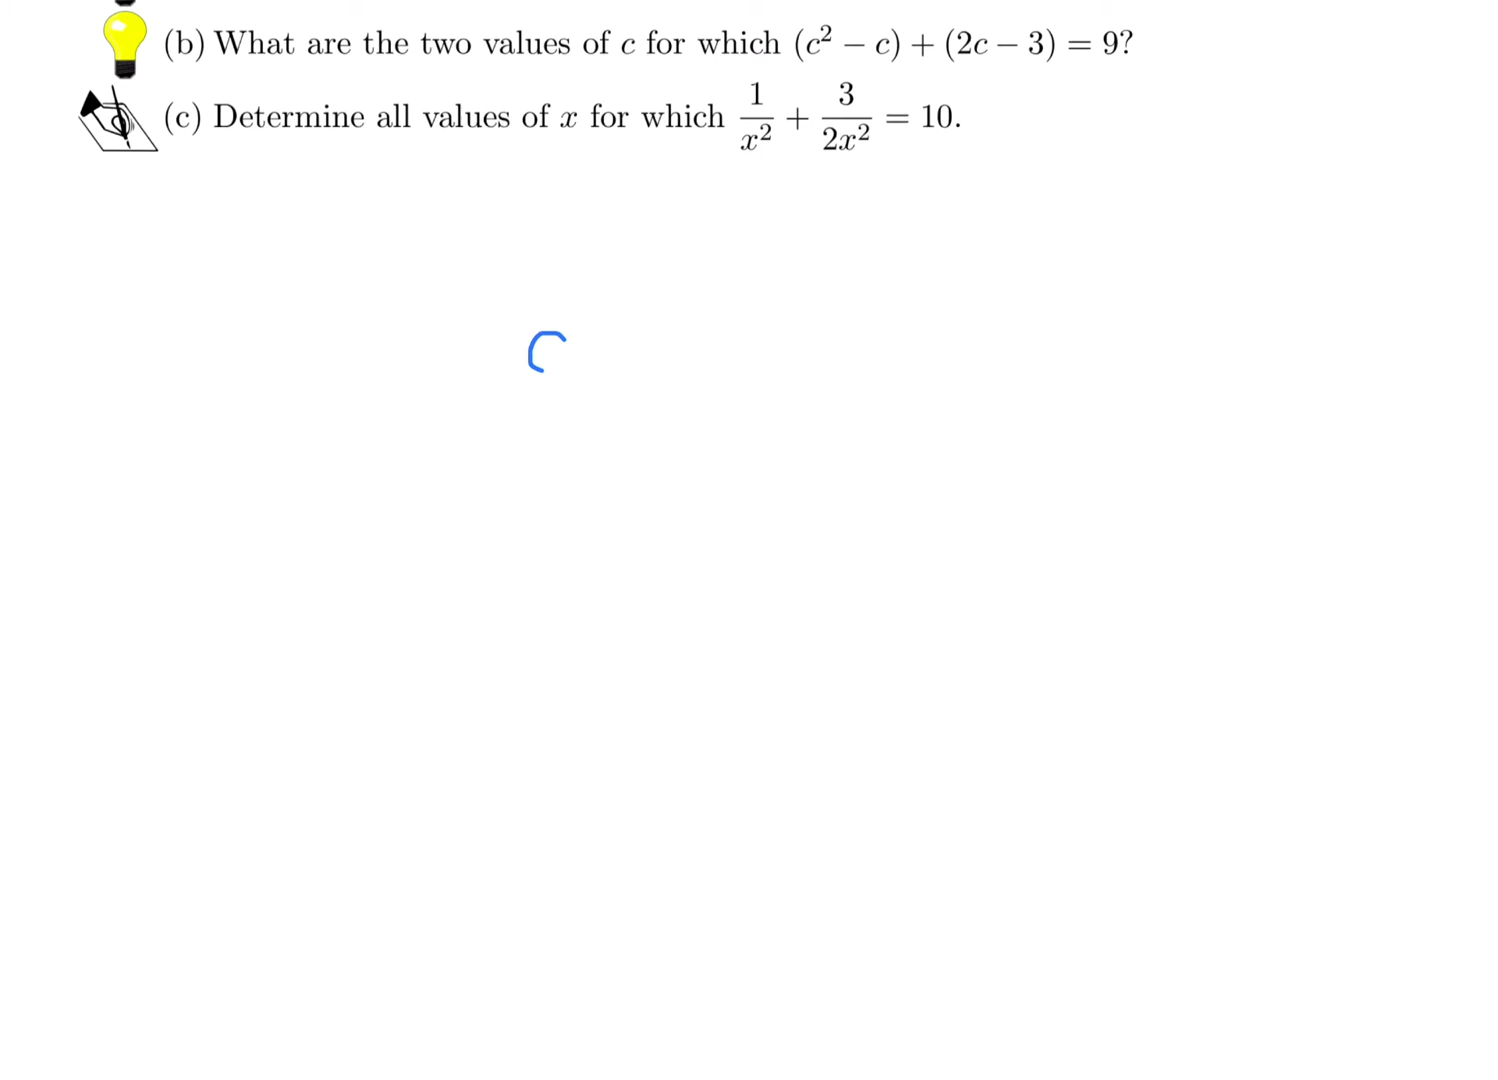 (b) What are the two values of c for which (c² − c) + (2c − 3) = 9?
(c) Determine all values of x for which 1/x² + 3/2x² = 10.